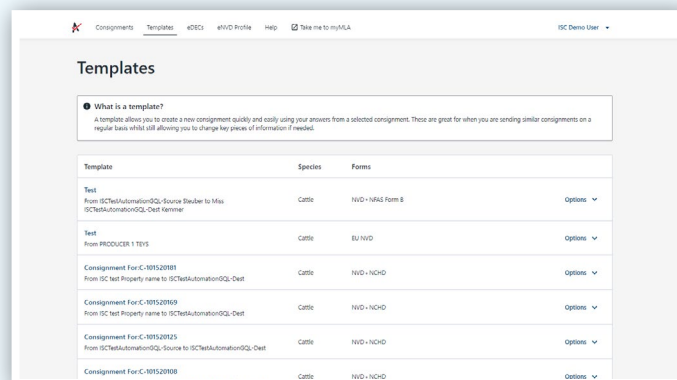 Consignments Templates eDECs eNVD Profile Help Take me to myMLA ISC Demo User
Templates
What is a template?
A template allows you to create a new consignment quickly and easily using your answers from a selected consignment. These are great for when you are sending similar consignments on a
regular basis whilst still allowing you to change key pieces of information if needed.
Template Species Forms
Test
From ISCTestAutomationGQL-Source Steuber to Miss
ISCTestAutomationGQL-Dest Kemmer
Cattle NVD + NFAS Form B Options
Test
From PRODUCER 1 TEYS
Cattle EU NVD Options
Consignment For:C-101520181
From ISC test Property name to ISCTestAutomationGQL-Dest
Cattle NVD + NCHD Options
Consignment For:C-101520169
From ISC test Property name to ISCTestAutomationGQL-Dest
Cattle NVD + NCHD Options
Consignment For:C-101520125
From ISCTestAutomationGQL-Source to ISCTestAutomationGQL-Dest
Cattle NVD + NCHD Options
Consignment For:C-101520108
Cattle NVD + NCHD Options